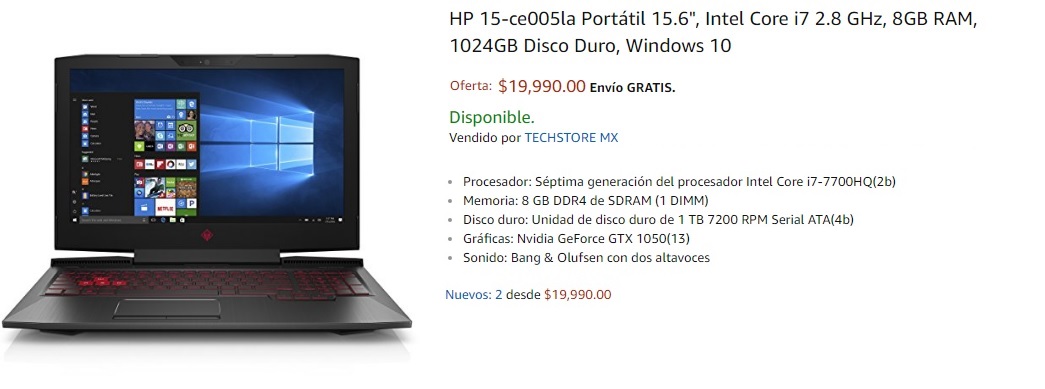 HP 15-ce005la Portátil 15.6", Intel Core i7 2.8 GHz, 8GB RAM,
1024GB Disco Duro, Windows 10
Oferta: $19,990.00 Envío GRATIS.
Disponible.
Vendido por TECHSTORE MX
Procesador: Séptima generación del procesador Intel Core i7-7700HQ(2b)
Memoria: 8 GB DDR4 de SDRAM (1 DIMM)
Disco duro: Unidad de disco duro de 1 TB 7200 RPM Serial ATA(4b)
Gráficas: Nvidia GeForce GTX 1050(13)
Sonido: Bang & Olufsen con dos altavoces
Nuevos: 2 desde $19,990.00
NETFLIX